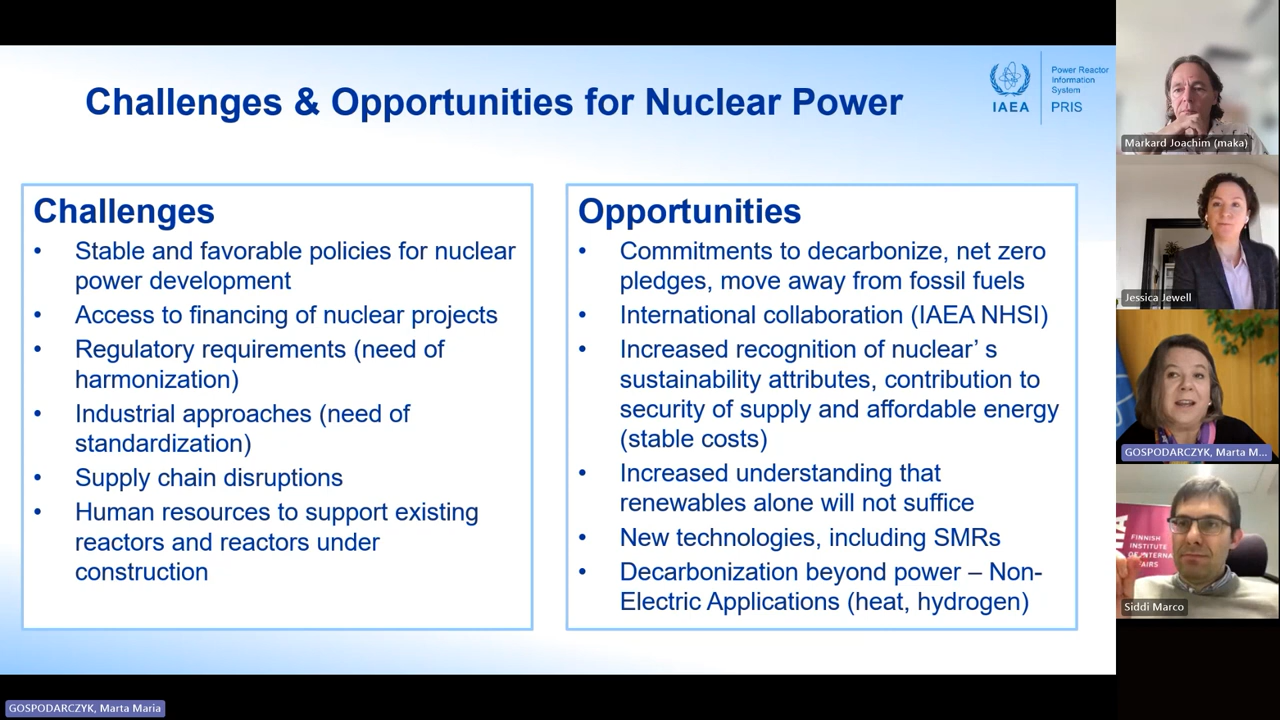 Challenges & Opportunities for Nuclear Power
IAEA
Power Reactor
Information
System
PRIS
Challenges
• Stable and favorable policies for nuclear
power development
• Access to financing of nuclear projects
• Regulatory requirements (need of
harmonization)
• Industrial approaches (need of
standardization)
• Supply chain disruptions
• Human resources to support existing
reactors and reactors under
construction
Opportunities
• Commitments to decarbonize, net zero
pledges, move away from fossil fuels
• International collaboration (IAEA NHSI)
• Increased recognition of nuclear’ s
sustainability attributes, contribution to
security of supply and affordable energy
(stable costs)
• Increased understanding that
renewables alone will not suffice
• New technologies, including SMRs
• Decarbonization beyond power – Non-
Electric Applications (heat, hydrogen)
Markard Joachim (maka)
Jessica Jewell
GOSPODARCZYK, Marta M...
FINNISH
INSTITUTE
Siddi Marco
GOSPODARCZYK, Marta Maria